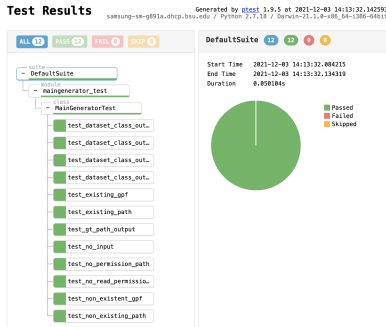 Test Results
Generated by ptest 1.9.5 at 2021-12-03 14:13:32.142593
samsung-sm-g891a.dhcp.bsu.edu / Python 2.7.18 / Darwin-21.1.0-x86_64-i386-64bit
ALL 12 PASS 12 FAIL 0 SKIP 0
suite
− DefaultSuite
module
− maingenerator_test
class
− MainGeneratorTest
test_dataset_class_out…
test_dataset_class_out…
test_dataset_class_out…
test_dataset_class_out…
test_existing_gpf
test_existing_path
test_gt_path_output
test_no_input
test_no_permission_path
test_no_read_permissio…
test_non_existent_gpf
test_non_existing_path
DefaultSuite 12 12 0 0
Start Time 2021-12-03 14:13:32.084215
End Time 2021-12-03 14:13:32.134319
Duration 0.050104s
Passed
Failed
Skipped